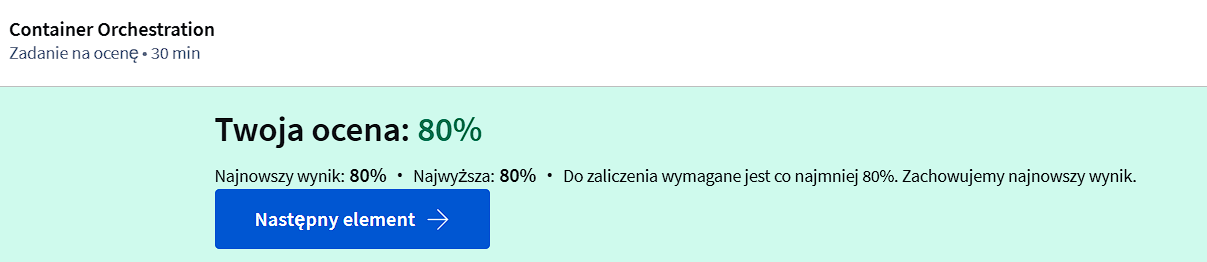 Container Orchestration
Zadanie na ocenę • 30 min
Twoja ocena: 80%
Najnowszy wynik: 80% • Najwyższa: 80% • Do zaliczenia wymagane jest co najmniej 80%. Zachowujemy najnowszy wynik.
Następny element →